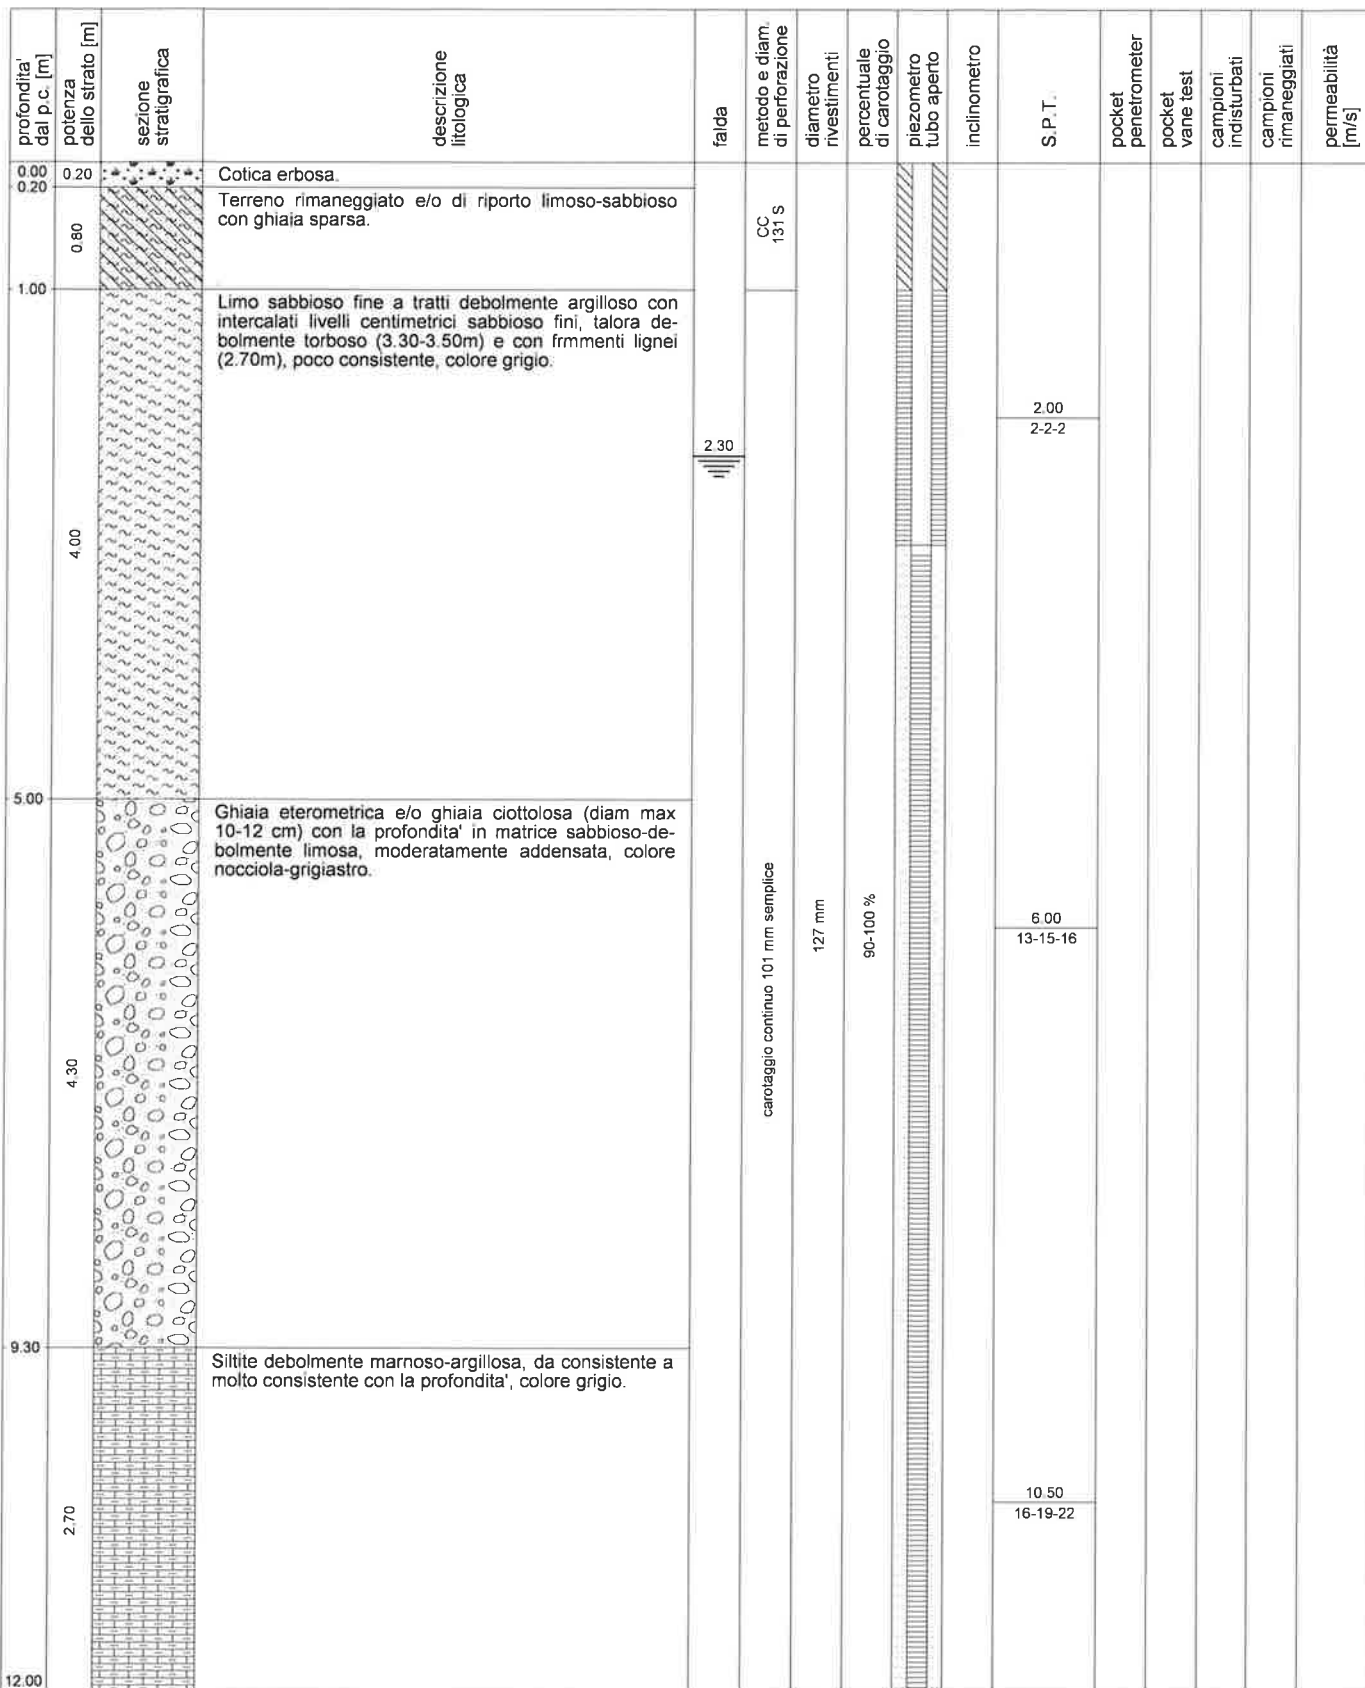 profondita'
dal p.c. [m]
potenza
dello strato [m]
sezione
stratigrafica
descrizione
litologica
falda
metodo e diam.
di perforazione
diametro
rivestimenti
percentuale
di carotaggio
piezometro
tubo aperto
inclinometro
S.P.T.
pocket
penetrometer
pocket
vane test
campioni
indisturbati
campioni
rimaneggiati
permeabilità
[m/s]
0.00
0.20
0.20
Cotica erbosa.
0.80
Terreno rimaneggiato e/o di riporto limoso-sabbioso
con ghiaia sparsa.
CC
131 S
1.00
Limo sabbioso fine a tratti debolmente argilloso con
intercalati livelli centimetrici sabbioso fini, talora de-
bolmente torboso (3.30-3.50m) e con frmmenti lignei
(2.70m), poco consistente, colore grigio.
2.00
2-2-2
2.30
4.00
5.00
Ghiaia eterometrica e/o ghiaia ciottolosa (diam max
10-12 cm) con la profondita' in matrice sabbioso-de-
bolmente limosa, moderatamente addensata, colore
nocciola-grigiastro.
carotaggio continuo 101 mm semplice
127 mm
90-100 %
6.00
13-15-16
4.30
9.30
Siltite debolmente marnoso-argillosa, da consistente a
molto consistente con la profondita', colore grigio.
10.50
16-19-22
2.70
12.00